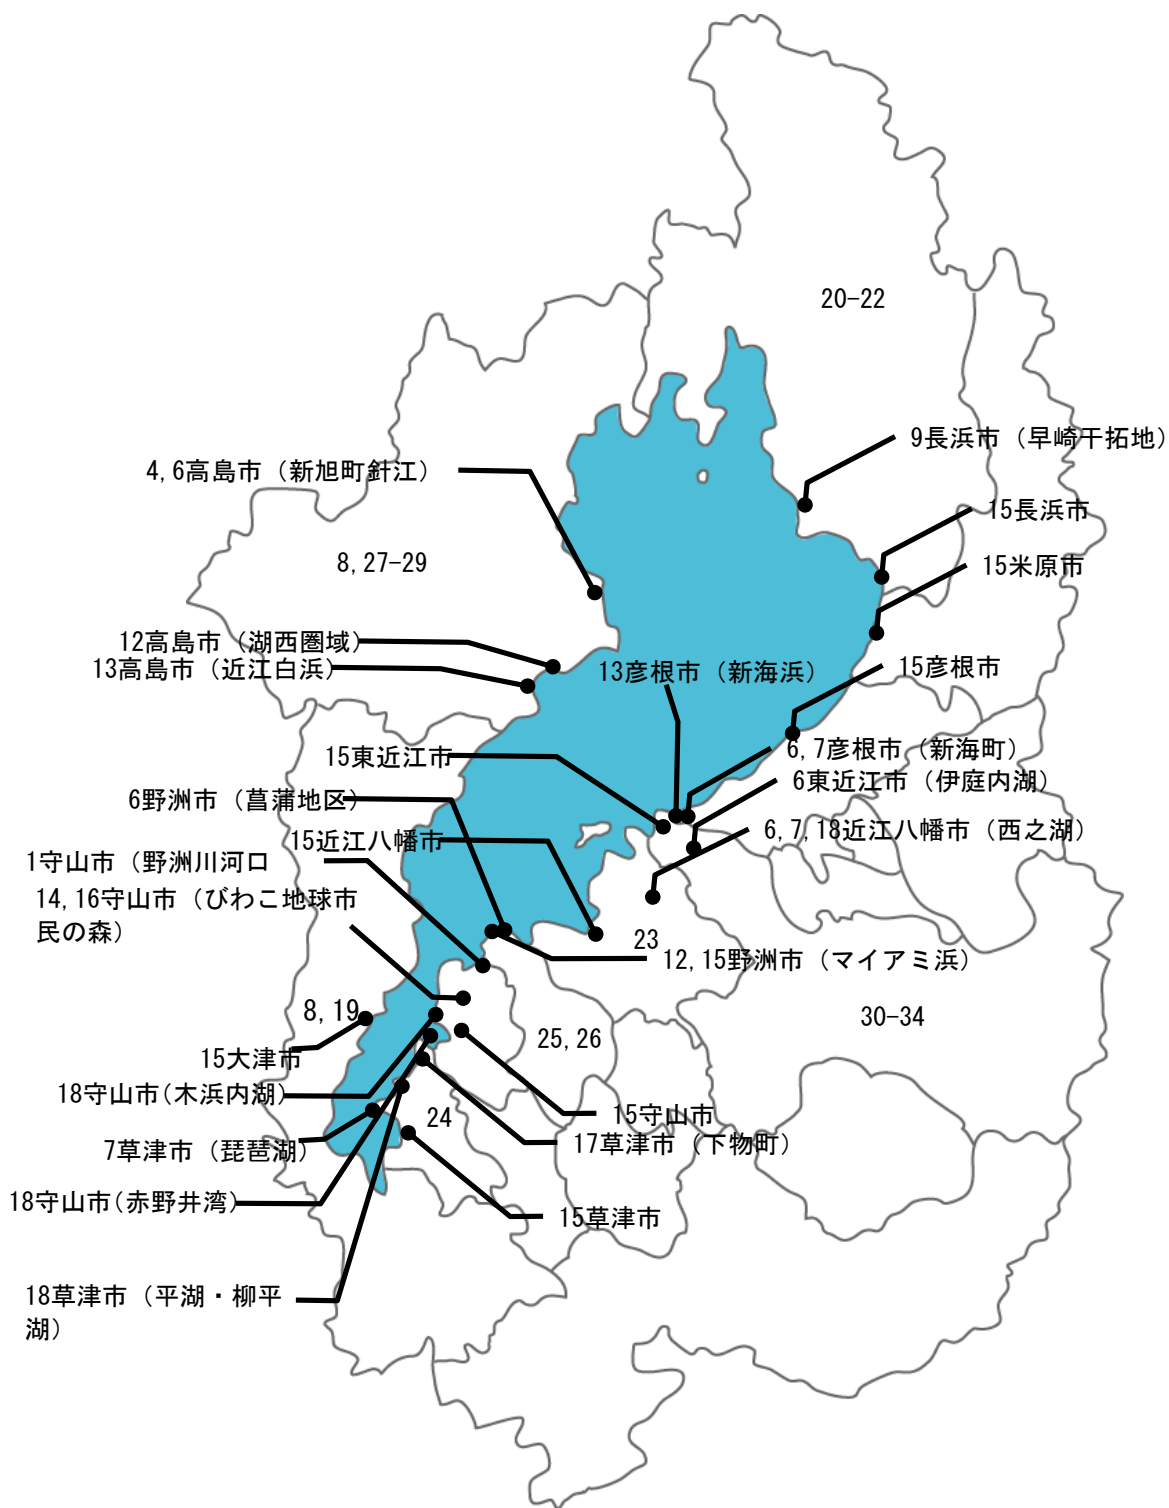 20-22
9長浜市（早崎干拓地）
4,6高島市（新旭町針江）
15長浜市
8,27-29
15米原市
12高島市（湖西圏域）
13高島市（近江白浜）
13彦根市（新海浜）
15彦根市
15東近江市
6,7彦根市（新海町）
6東近江市（伊庭内湖）
6野洲市（菖蒲地区）
6,7,18近江八幡市（西之湖）
15近江八幡市
1守山市（野洲川河口
14,16守山市（びわこ地球市
民の森）
23
12,15野洲市（マイアミ浜）
8,19
30-34
25,26
15大津市
18守山市(木浜内湖)
24
15守山市
7草津市（琵琶湖）
17草津市（下物町）
18守山市(赤野井湾)
15草津市
18草津市（平湖・柳平
湖）